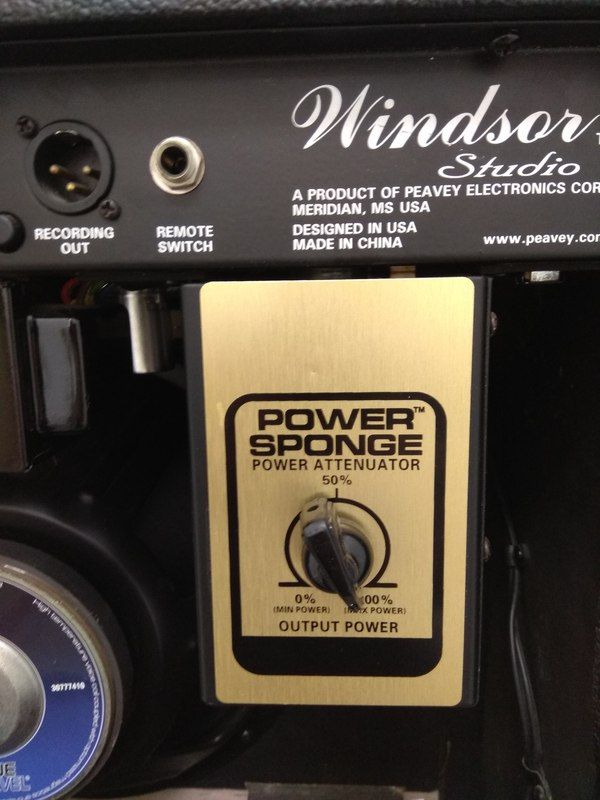 Windsor
Studio
A PRODUCT OF PEAVEY ELECTRONICS COR
MERIDIAN, MS USA
DESIGNED IN USA
MADE IN CHINA
www.peavey.com
RECORDING
OUT
REMOTE
SWITCH
POWER™
SPONGE
POWER ATTENUATOR
50%
0%
(MIN POWER) (MAX POWER)
OUTPUT POWER
30777410